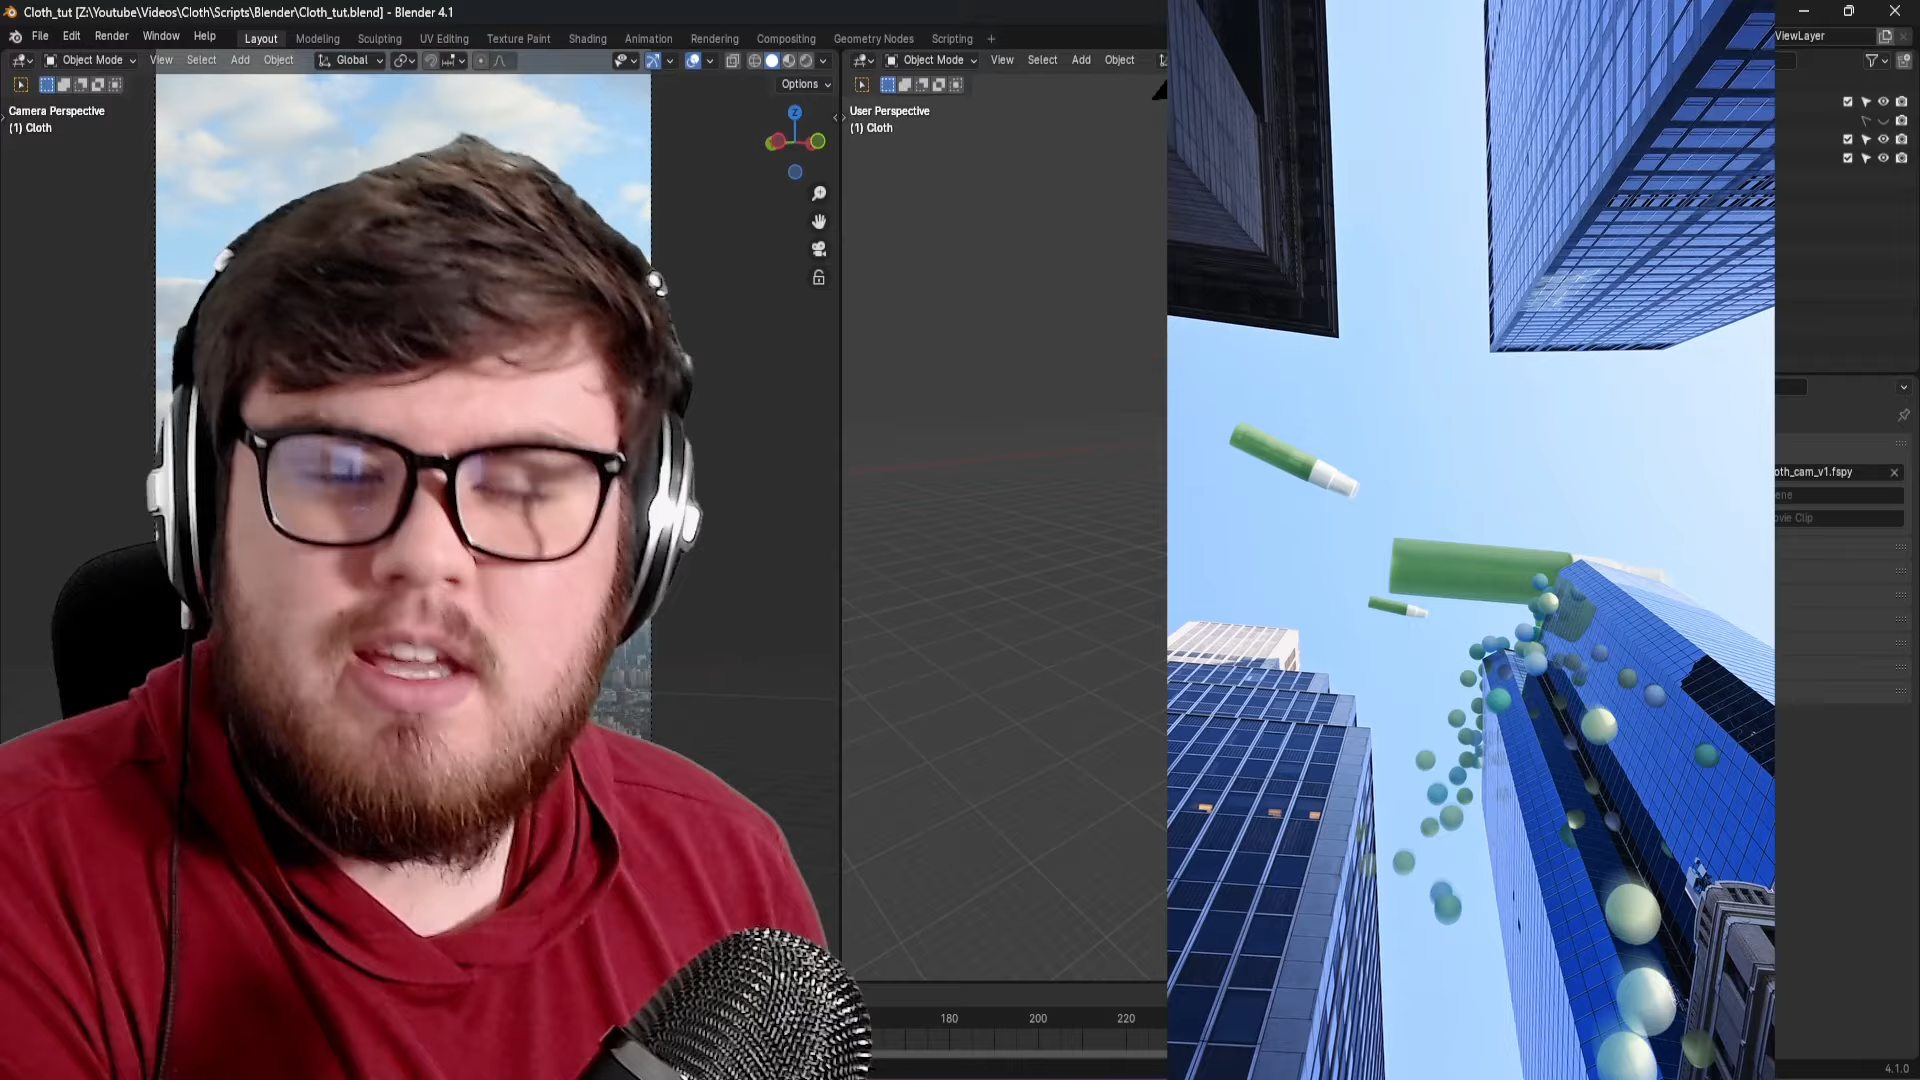 Cloth_tut [Z:\Youtube\Videos\Cloth\Scripts\Blender\Cloth_tut.blend] - Blender 4.1
File Edit Render Window Help Layout Modeling Sculpting UV Editing Texture Paint Shading Animation Rendering Compositing Geometry Nodes Scripting + ViewLayer
Object Mode View Select Add Object Global Object Mode View Select Add Object
Options
Camera Perspective
(1) Cloth
Z
User Perspective
(1) Cloth
oth_cam_v1.fspy
ene
ovie Clip
180 200 220
4.1.0